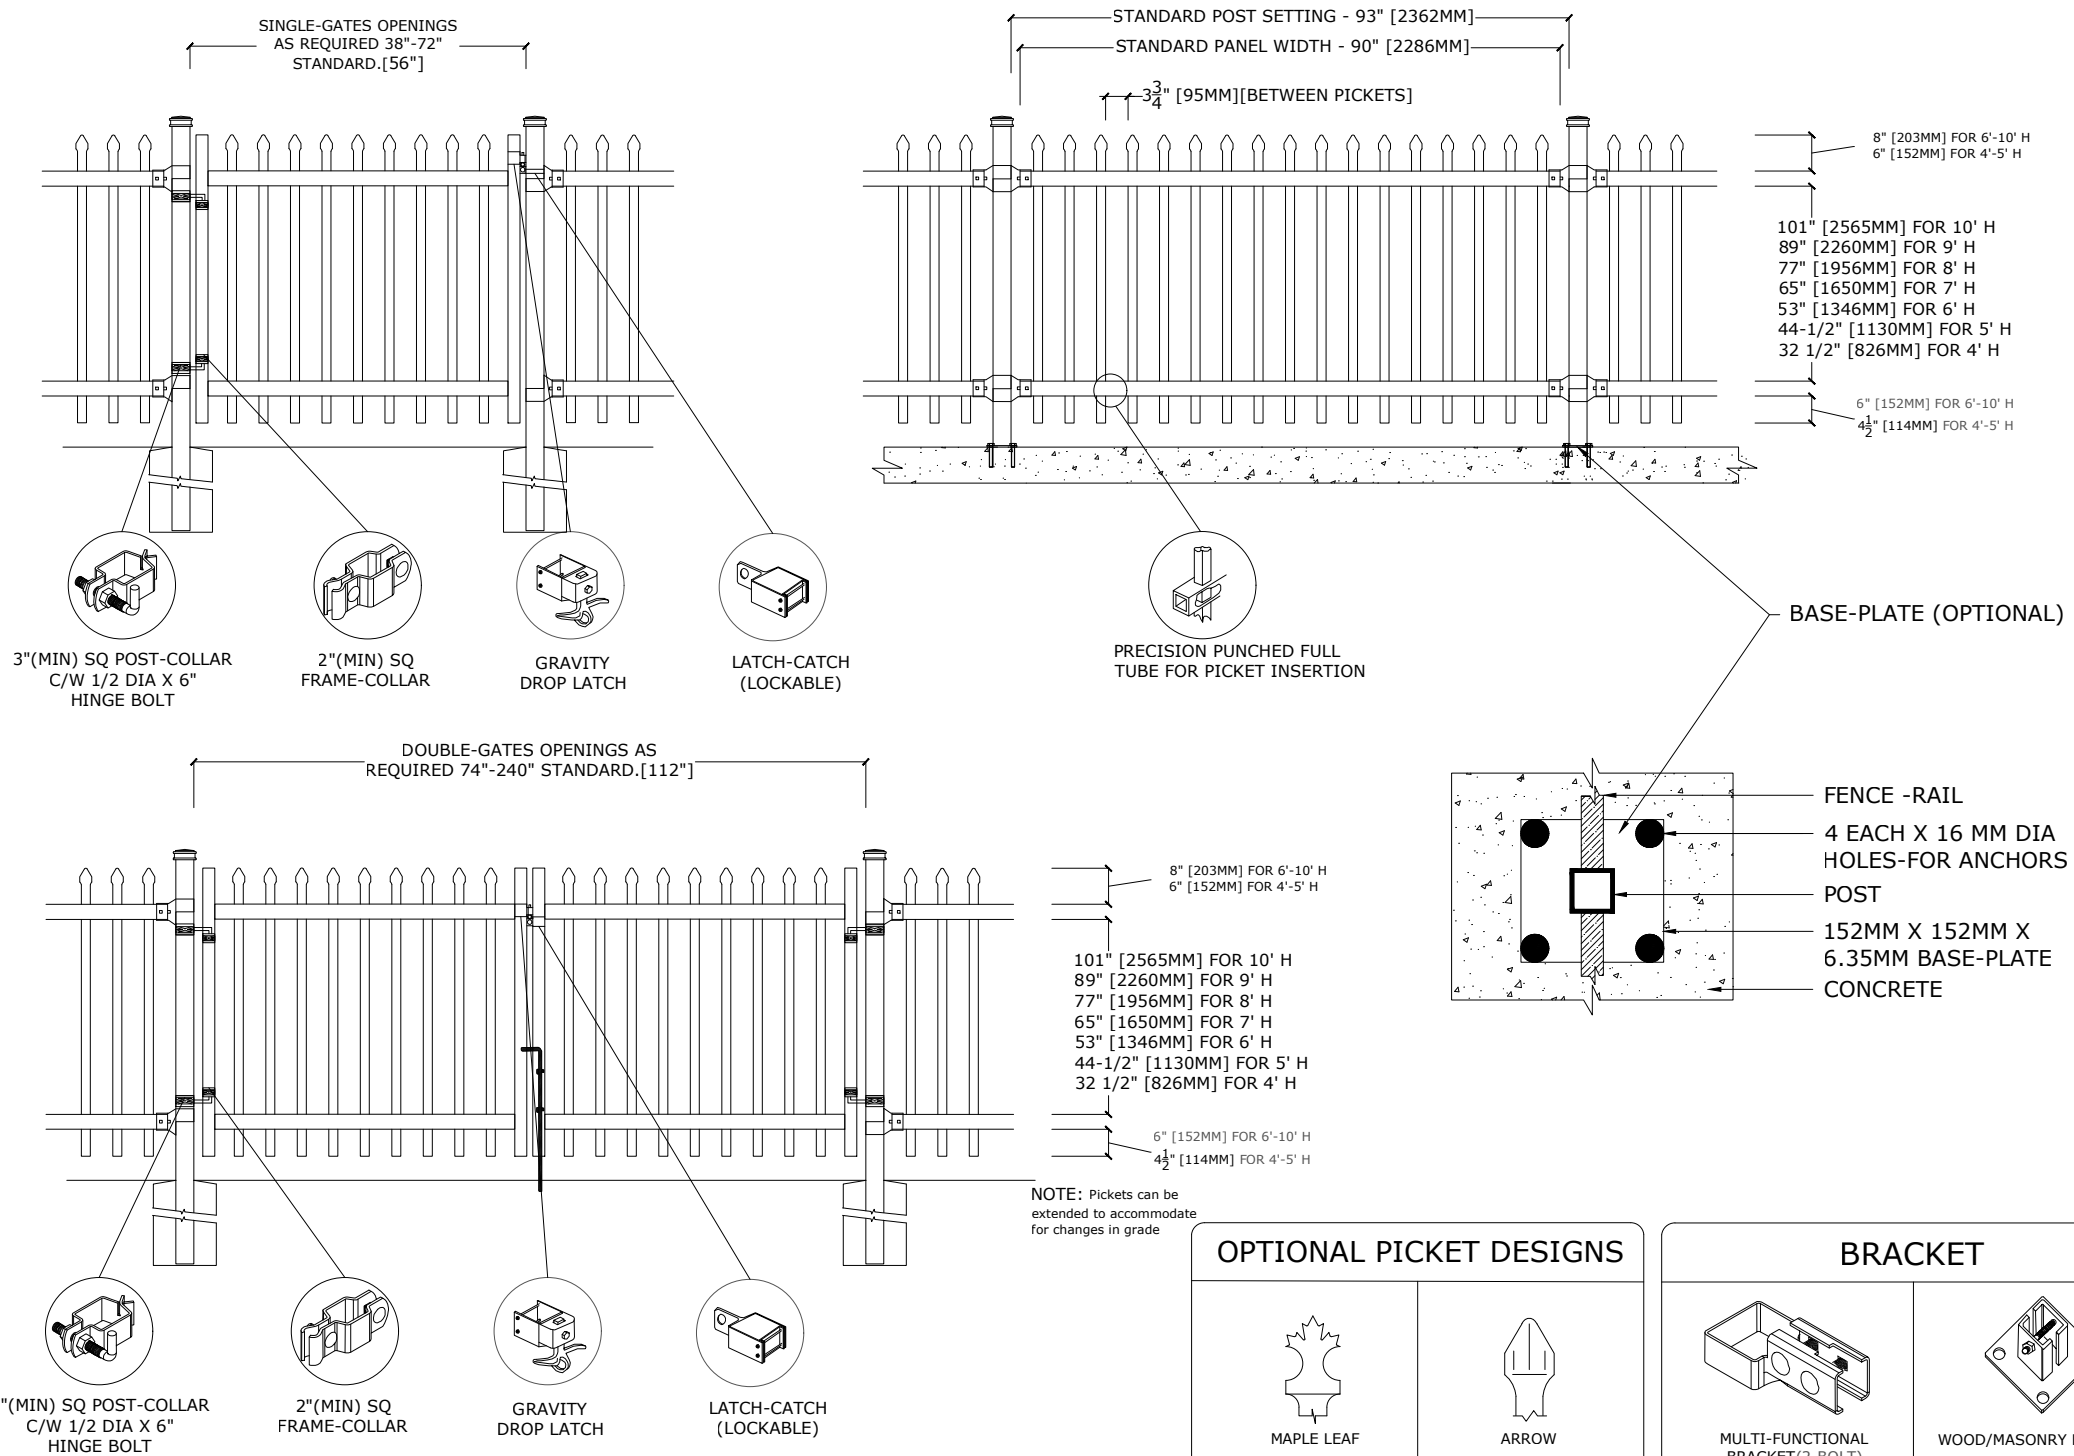 SINGLE-GATES OPENINGS
AS REQUIRED 38"-72"
STANDARD.[56"]
STANDARD POST SETTING - 93" [2362MM]
STANDARD PANEL WIDTH - 90" [2286MM]
3 3/4" [95MM][BETWEEN PICKETS]
8" [203MM] FOR 6'-10' H
6" [152MM] FOR 4'-5' H
101" [2565MM] FOR 10' H
89" [2260MM] FOR 9' H
77" [1956MM] FOR 8' H
65" [1650MM] FOR 7' H
53" [1346MM] FOR 6' H
44-1/2" [1130MM] FOR 5' H
32 1/2" [826MM] FOR 4' H
6" [152MM] FOR 6'-10' H
4 1/2" [114MM] FOR 4'-5' H
3"(MIN) SQ POST-COLLAR
C/W 1/2 DIA X 6"
HINGE BOLT
2"(MIN) SQ
FRAME-COLLAR
GRAVITY
DROP LATCH
LATCH-CATCH
(LOCKABLE)
PRECISION PUNCHED FULL
TUBE FOR PICKET INSERTION
BASE-PLATE (OPTIONAL)
FENCE -RAIL
4 EACH X 16 MM DIA
HOLES-FOR ANCHORS
POST
152MM X 152MM X
6.35MM BASE-PLATE
CONCRETE
DOUBLE-GATES OPENINGS AS
REQUIRED 74"-240" STANDARD.[112"]
8" [203MM] FOR 6'-10' H
6" [152MM] FOR 4'-5' H
101" [2565MM] FOR 10' H
89" [2260MM] FOR 9' H
77" [1956MM] FOR 8' H
65" [1650MM] FOR 7' H
53" [1346MM] FOR 6' H
44-1/2" [1130MM] FOR 5' H
32 1/2" [826MM] FOR 4' H
6" [152MM] FOR 6'-10' H
4 1/2" [114MM] FOR 4'-5' H
NOTE: Pickets can be
extended to accommodate
for changes in grade
"(MIN) SQ POST-COLLAR
C/W 1/2 DIA X 6"
HINGE BOLT
2"(MIN) SQ
FRAME-COLLAR
GRAVITY
DROP LATCH
LATCH-CATCH
(LOCKABLE)
OPTIONAL PICKET DESIGNS
MAPLE LEAF
ARROW
BRACKET
MULTI-FUNCTIONAL
BRACKET(2-BOLT)
WOOD/MASONRY